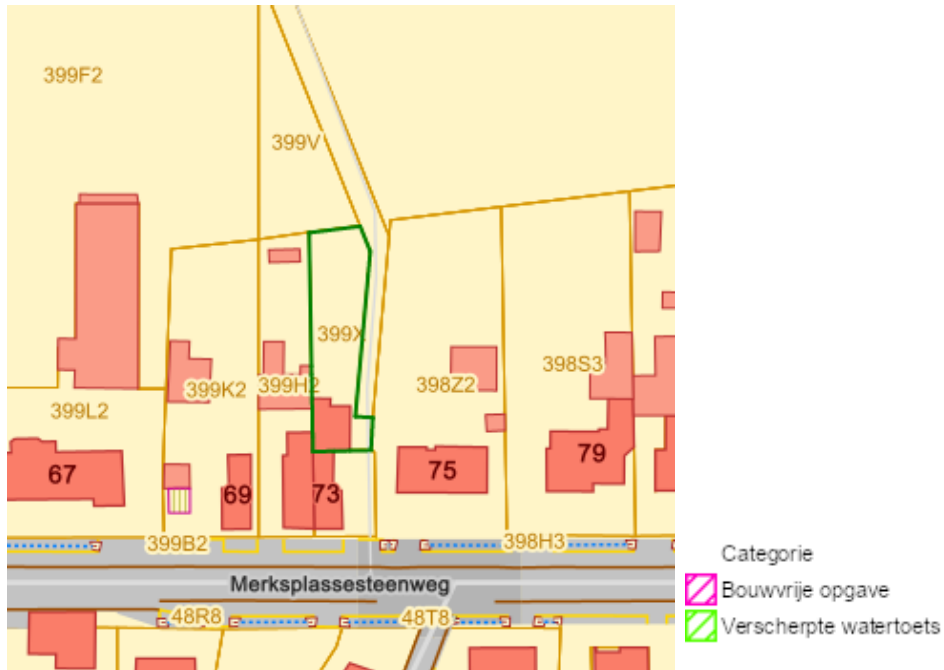 399F2
399V
399X
399K2
399H2
398Z2
398S3
399L2
67
69
73
75
79
399B2
398H3
Merksplassesteenweg
48R8
48T8
Categorie
Bouwvrije opgave
Verscherpte watertoets